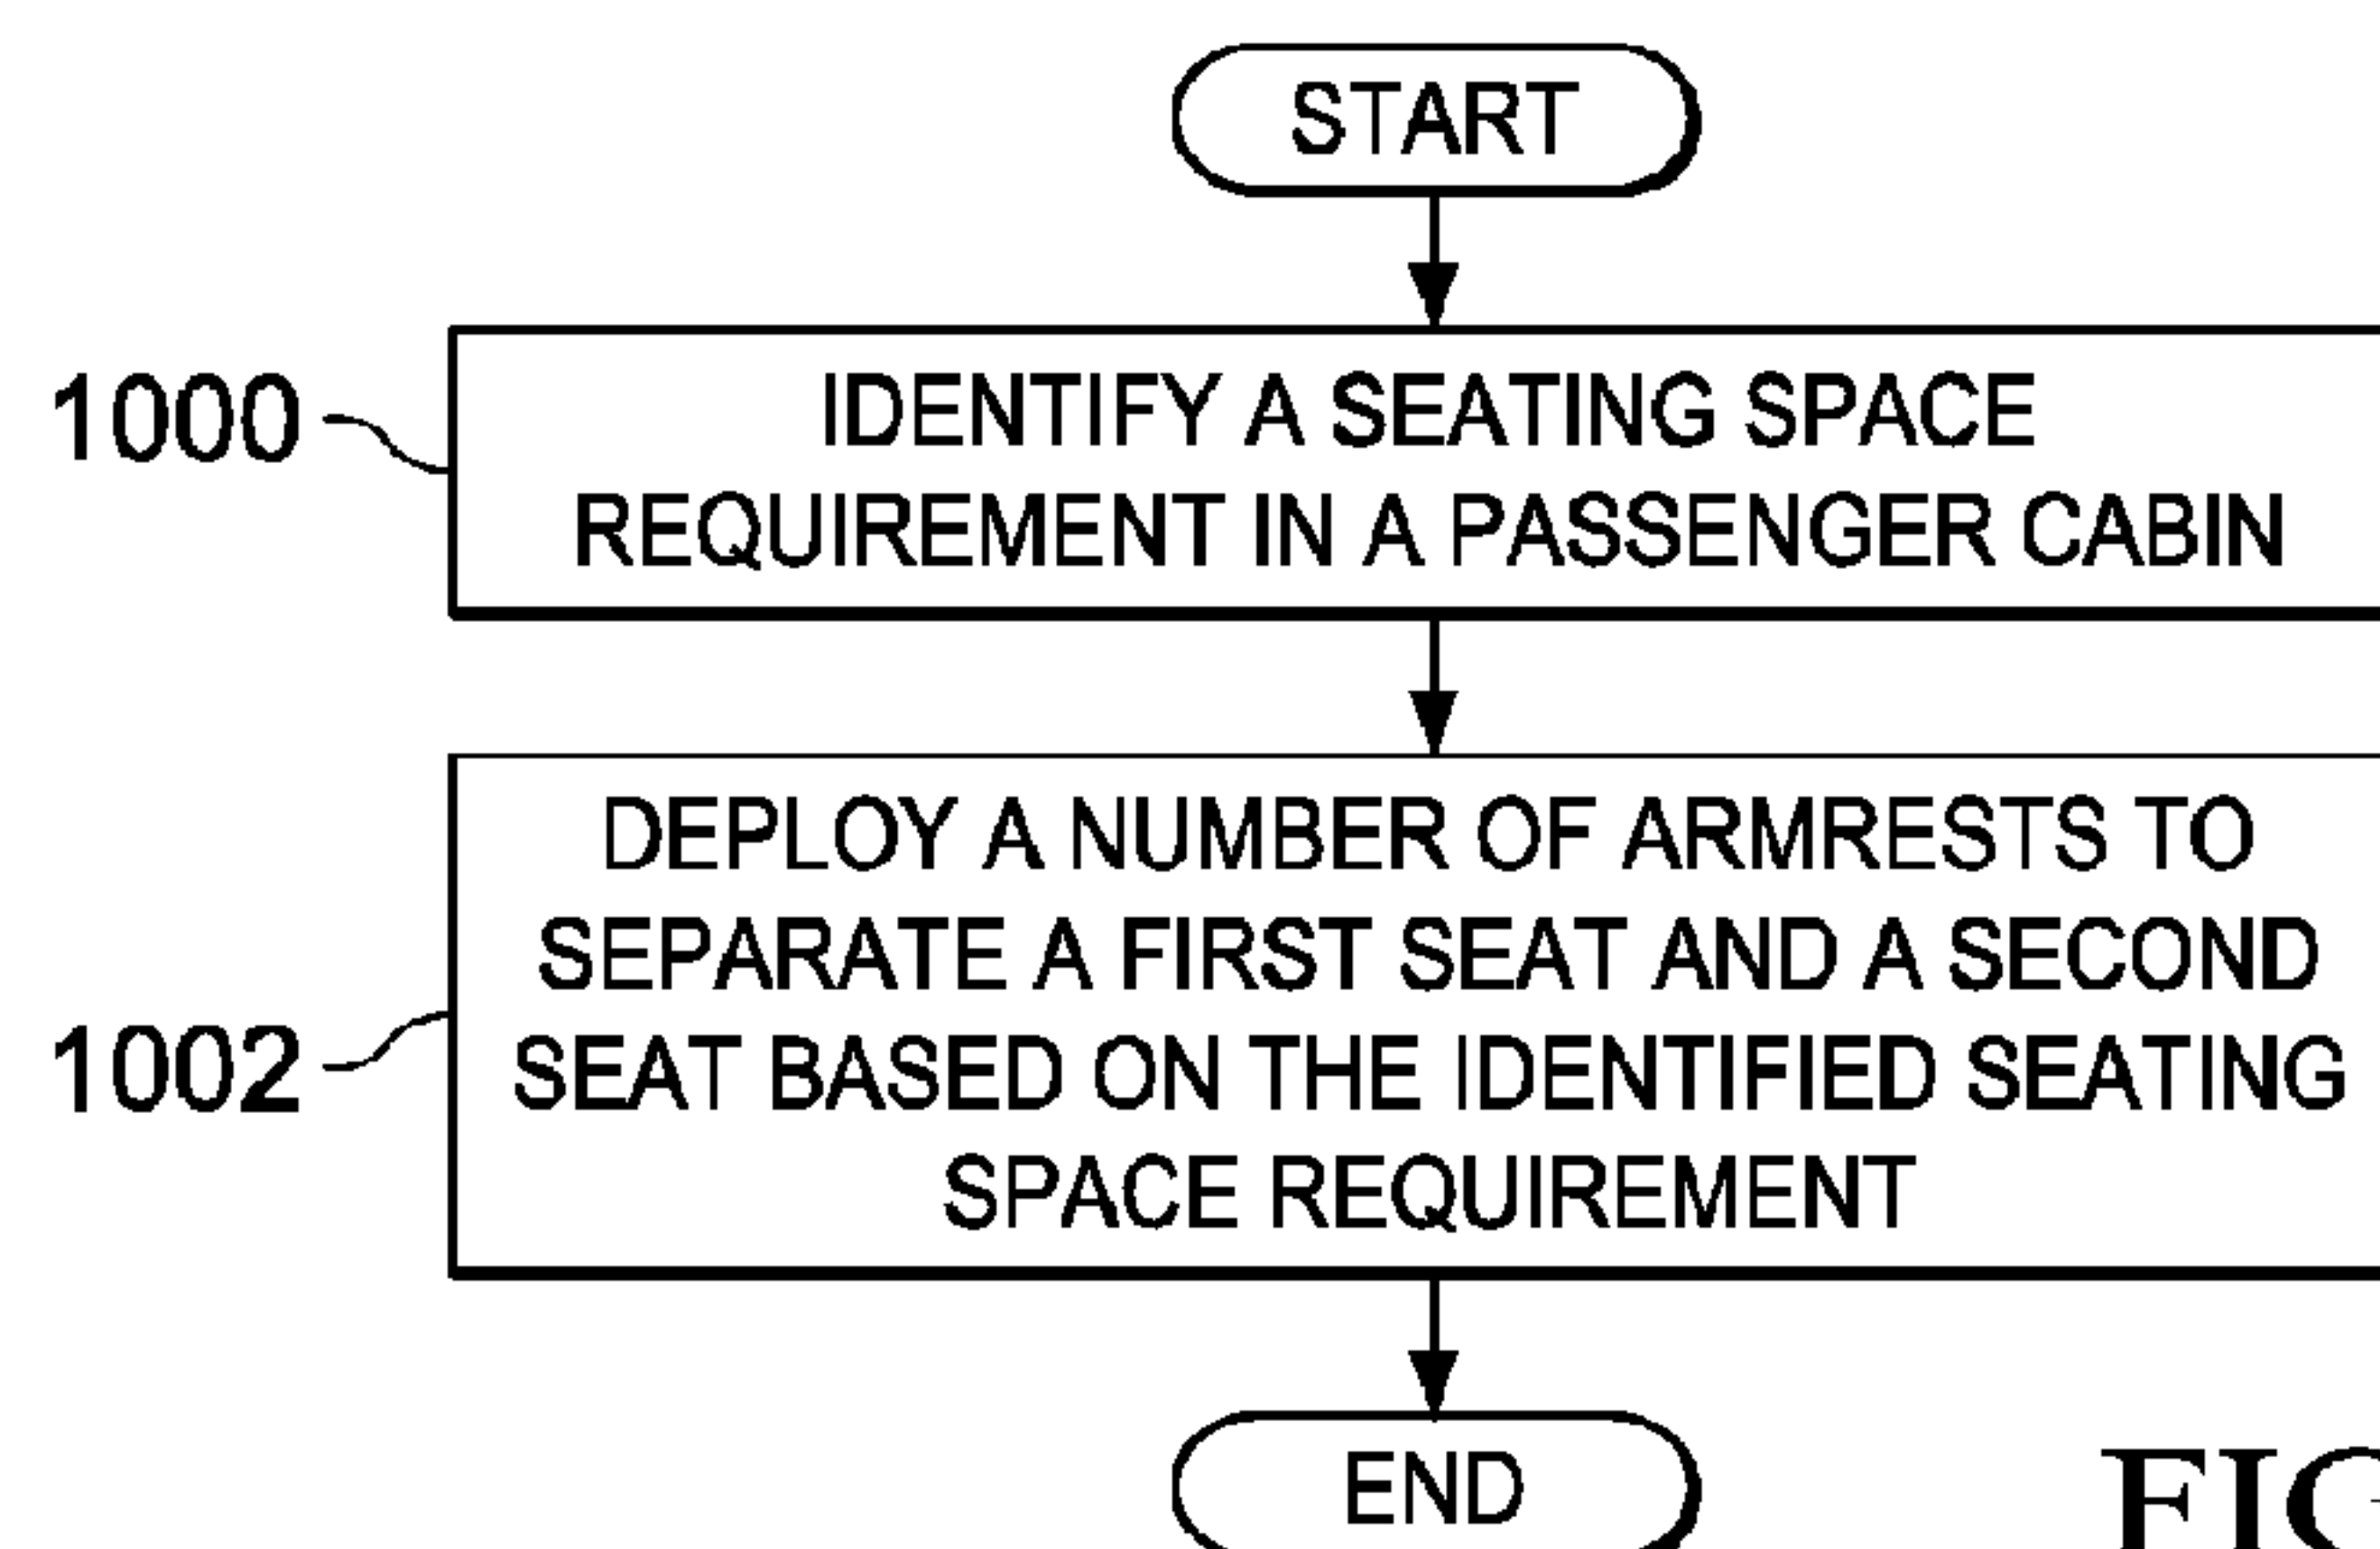 START
1000
IDENTIFY A SEATING SPACE
REQUIREMENT IN A PASSENGER CABIN
DEPLOY A NUMBER OF ARMRESTS TO
SEPARATE A FIRST SEAT AND A SECOND
1002
SEAT BASED ON THE IDENTIFIED SEATING
SPACE REQUIREMENT
END